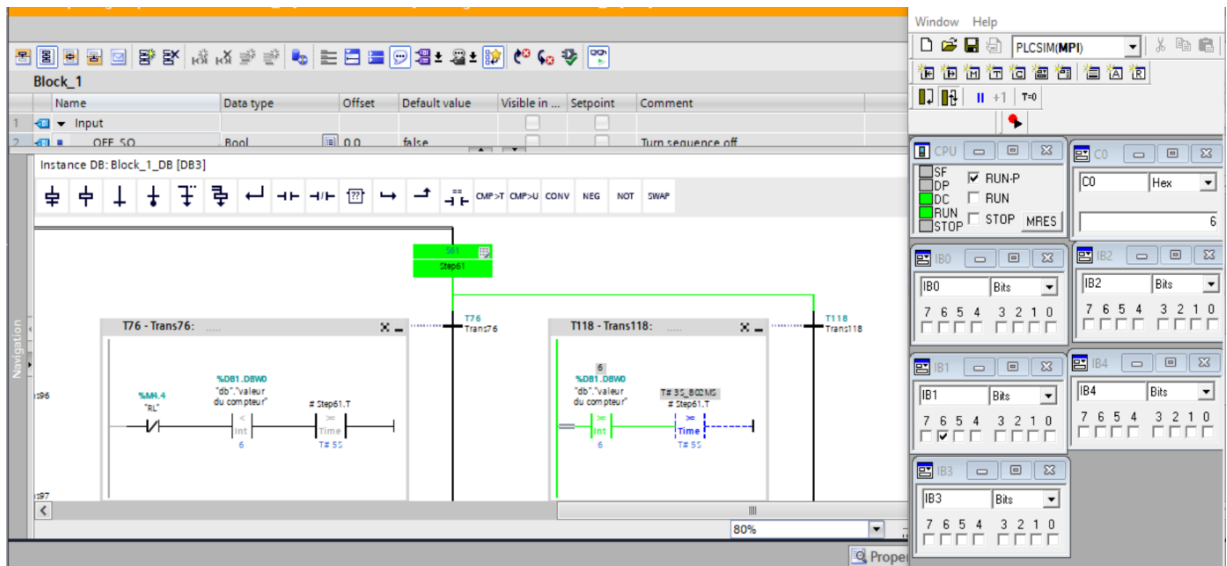 Block_1
Name Data type Offset Default value Visible in ... Setpoint Comment
1 Input
2 OFF_SQ Bool 0.0 false Turn sequence off
Instance DB: Block_1_DB [DB3]
?? == CMP>T CMP>U CONV NEG NOT SWAP
S61
Step61
T76 - Trans76: .....
T76
Trans76
T118 - Trans118: .....
T118
Trans118
%M4.4
"RL"
%DB1.DBW0
"db"."valeur
du compteur"
<
Int
6
# Step61.T
>=
Time
T# 5S
6
%DB1.DBW0
"db"."valeur
du compteur"
>=
Int
6
T# 3S_802MS
# Step61.T
>=
Time
T# 5S
s96
s97
Navigation
80%
Proper
Window Help
PLCSIM(MPI)
+1 T=0
CPU
SF
DP
DC
RUN
STOP
RUN-P
RUN
STOP MRES
C0
C0 Hex
6
IB0
IB0 Bits
7 6 5 4 3 2 1 0
IB2
IB2 Bits
7 6 5 4 3 2 1 0
IB1
IB1 Bits
7 6 5 4 3 2 1 0
IB4
IB4 Bits
7 6 5 4 3 2 1 0
IB3
IB3 Bits
7 6 5 4 3 2 1 0